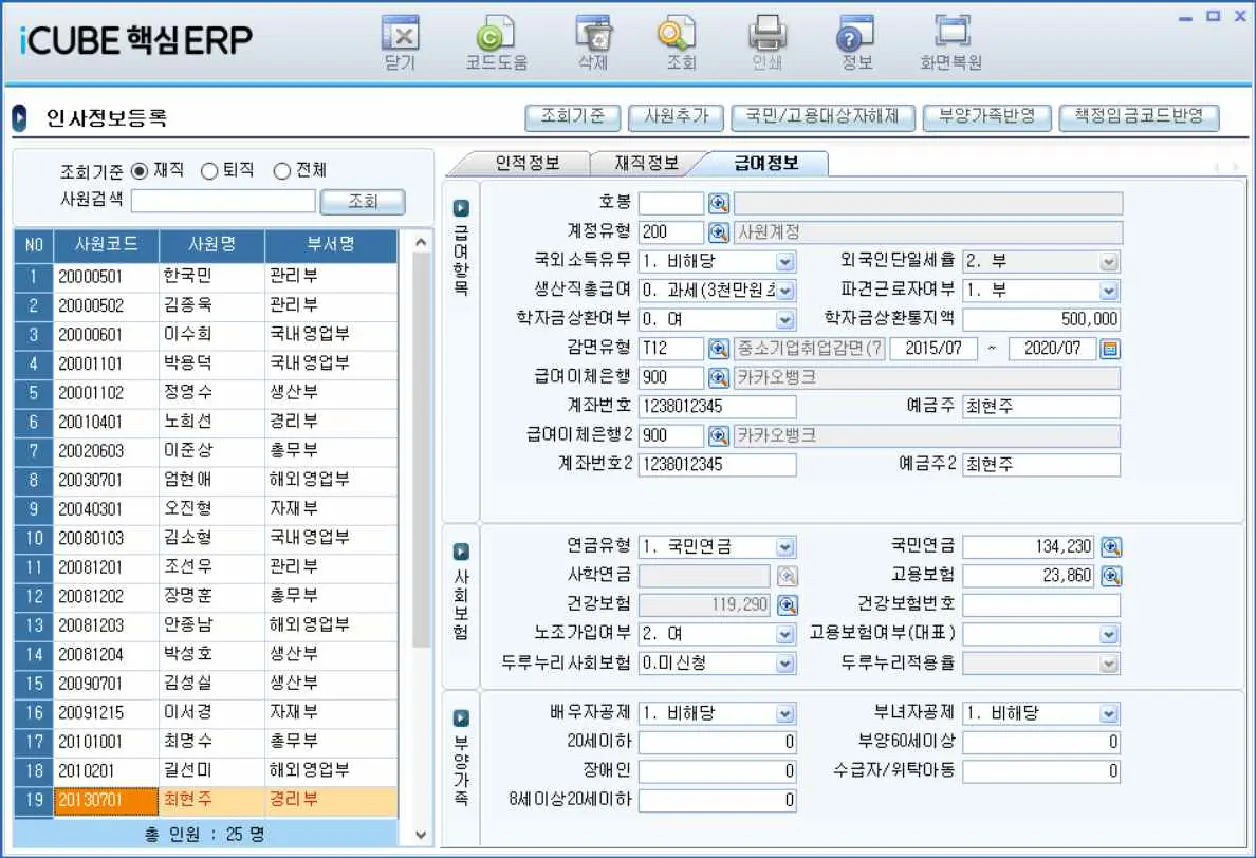 iCUBE 핵심ERP
닫기 코드도움 삭제 조회 인쇄 정보 화면복원
인사정보등록 조회기준 사원추가 국민/고용대상자해제 부양가족반영 책정임금코드반영
조회기준 재직 퇴직 전체
사원검색 조회
NO 사원코드 사원명 부서명
1 20000501 한국민 관리부
2 20000502 김종욱 관리부
3 20000601 이수희 국내영업부
4 20001101 박용덕 국내영업부
5 20001102 정영수 생산부
6 20010401 노희선 경리부
7 20020603 이준상 총무부
8 20030701 엄현애 해외영업부
9 20040301 오진형 자재부
10 20080103 김소형 국내영업부
11 20081201 조선우 관리부
12 20081202 장명훈 총무부
13 20081203 안종남 해외영업부
14 20081204 박성호 생산부
15 20090701 김성실 생산부
16 20091215 이서경 자재부
17 20101001 최명수 총무부
18 2010201 길선미 해외영업부
19 20130701 최현주 경리부
총 인원 : 25 명
인적정보 재직정보 급여정보
급여항목
호봉
계정유형 200 사원계정
국외소득유무 1. 비해당 외국인단일세율 2. 부
생산직총급여 0. 과세(3천만원초 파견근로자여부 1. 부
학자금상환여부 0. 여 학자금상환통지액 500,000
감면유형 T12 중소기업취업감면(7 2015/07 ~ 2020/07
급여이체은행 900 카카오뱅크
계좌번호 1238012345 예금주 최현주
급여이체은행2 900 카카오뱅크
계좌번호2 1238012345 예금주2 최현주
사회보험
연금유형 1. 국민연금 국민연금 134,230
사학연금 고용보험 23,860
건강보험 119,290 건강보험번호
노조가입여부 2. 여 고용보험여부(대표)
두루누리사회보험 0.미신청 두루누리적용율
부양가족
배우자공제 1. 비해당 부녀자공제 1. 비해당
20세이하 0 부양60세이상 0
장애인 0 수급자/위탁아동 0
8세이상20세이하 0